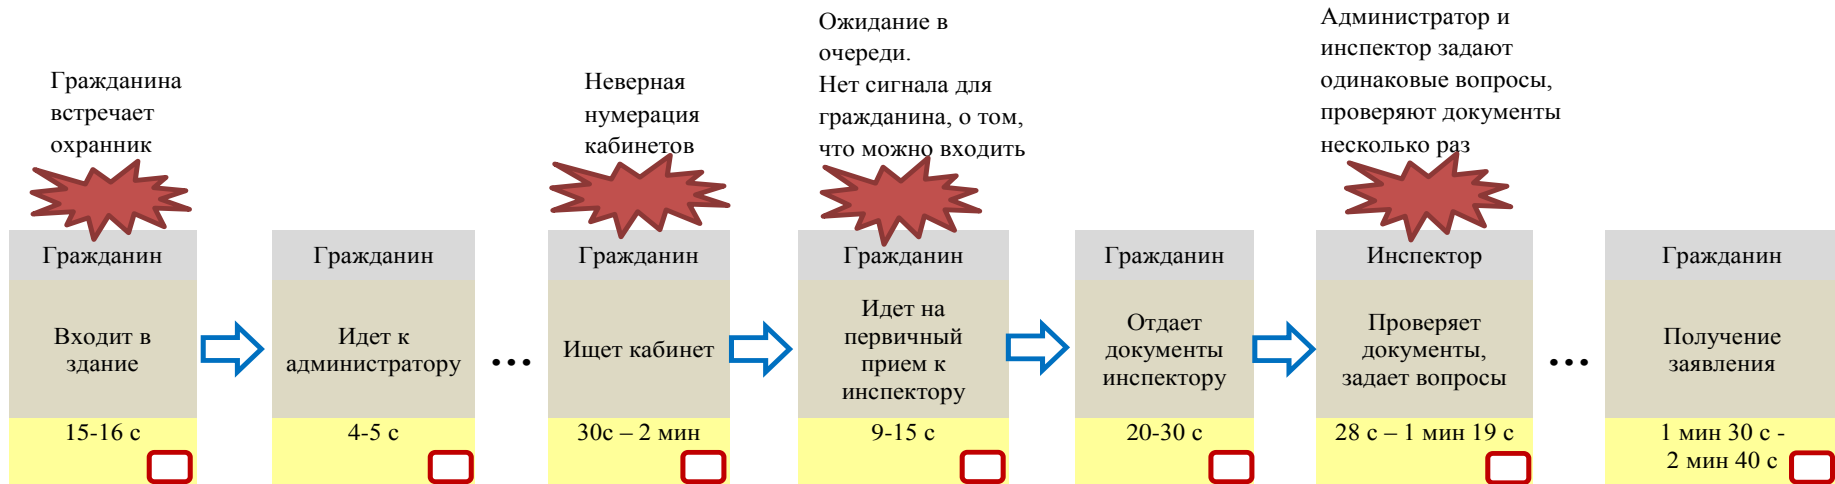 Гражданина
встречает
охранник
Неверная
нумерация
кабинетов
Ожидание в
очереди.
Нет сигнала для
гражданина, о том,
что можно входить
Администратор и
инспектор задают
одинаковые вопросы,
проверяют документы
несколько раз
Гражданин
Входит в
здание
15-16 с
Гражданин
Идет к
администратору
4-5 с
...
Гражданин
Ищет кабинет
30с – 2 мин
Гражданин
Идет на
первичный
прием к
инспектору
9-15 с
Гражданин
Отдает
документы
инспектору
20-30 с
Инспектор
Проверяет
документы,
задает вопросы
28 с – 1 мин 19 с
...
Гражданин
Получение
заявления
1 мин 30 с -
2 мин 40 с